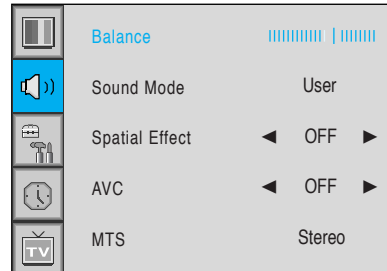 Balance
Sound Mode User
Spatial Effect ◄ OFF ►
AVC ◄ OFF ►
MTS Stereo
TV